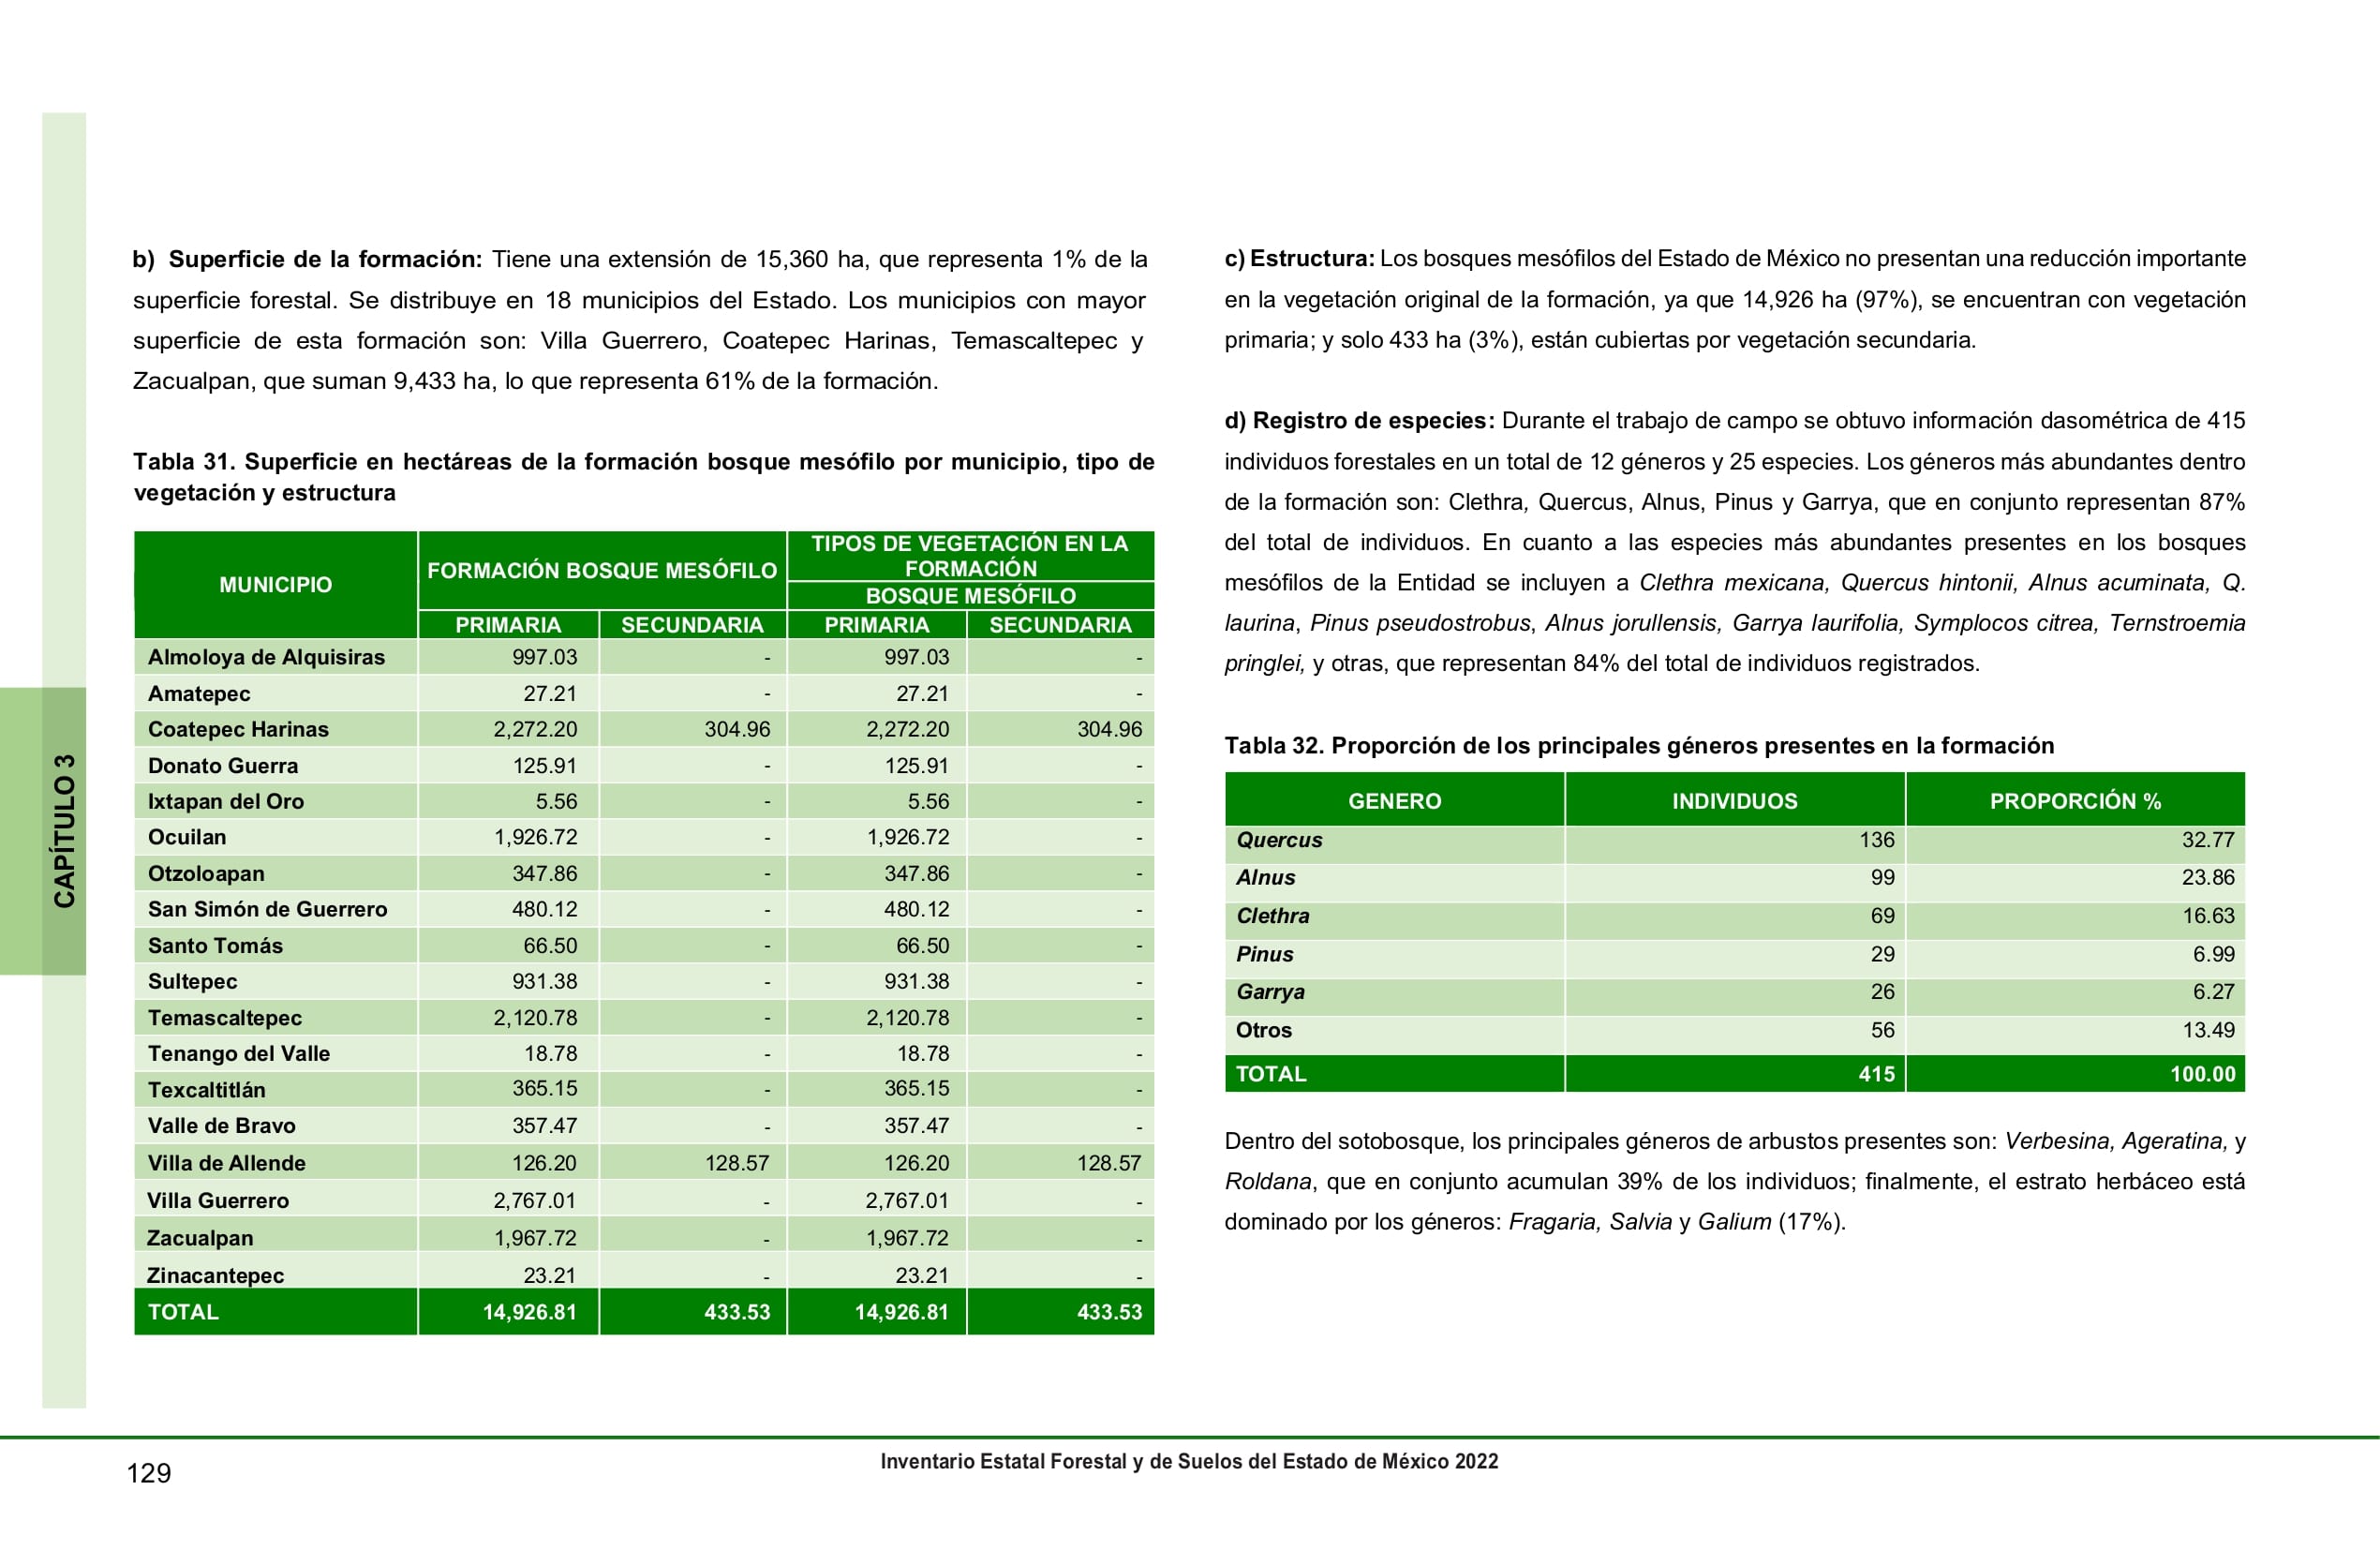 b) Superficie de la formación: Tiene una extensión de 15,360 ha, que representa 1% de la
superficie forestal. Se distribuye en 18 municipios del Estado. Los municipios con mayor
superficie de esta formación son: Villa Guerrero, Coatepec Harinas, Temascaltepec y
Zacualpan, que suman 9,433 ha, lo que representa 61% de la formación.
Tabla 31. Superficie en hectáreas de la formación bosque mesófilo por municipio, tipo de
vegetación y estructura
MUNICIPIO FORMACIÓN BOSQUE MESÓFILO TIPOS DE VEGETACIÓN EN LA
FORMACIÓN
BOSQUE MESÓFILO
PRIMARIA SECUNDARIA PRIMARIA SECUNDARIA
Almoloya de Alquisiras 997.03 - 997.03 -
Amatepec 27.21 - 27.21 -
Coatepec Harinas 2,272.20 304.96 2,272.20 304.96
Donato Guerra 125.91 - 125.91 -
Ixtapan del Oro 5.56 - 5.56 -
Ocuilan 1,926.72 - 1,926.72 -
Otzoloapan 347.86 - 347.86 -
San Simón de Guerrero 480.12 - 480.12 -
Santo Tomás 66.50 - 66.50 -
Sultepec 931.38 - 931.38 -
Temascaltepec 2,120.78 - 2,120.78 -
Tenango del Valle 18.78 - 18.78 -
Texcaltitlán 365.15 - 365.15 -
Valle de Bravo 357.47 - 357.47 -
Villa de Allende 126.20 128.57 126.20 128.57
Villa Guerrero 2,767.01 - 2,767.01 -
Zacualpan 1,967.72 - 1,967.72 -
Zinacantepec 23.21 - 23.21 -
TOTAL 14,926.81 433.53 14,926.81 433.53
c) Estructura: Los bosques mesófilos del Estado de México no presentan una reducción importante
en la vegetación original de la formación, ya que 14,926 ha (97%), se encuentran con vegetación
primaria; y solo 433 ha (3%), están cubiertas por vegetación secundaria.
d) Registro de especies: Durante el trabajo de campo se obtuvo información dasométrica de 415
individuos forestales en un total de 12 géneros y 25 especies. Los géneros más abundantes dentro
de la formación son: Clethra, Quercus, Alnus, Pinus y Garrya, que en conjunto representan 87%
del total de individuos. En cuanto a las especies más abundantes presentes en los bosques
mesófilos de la Entidad se incluyen a Clethra mexicana, Quercus hintonii, Alnus acuminata, Q.
laurina, Pinus pseudostrobus, Alnus jorullensis, Garrya laurifolia, Symplocos citrea, Ternstroemia
pringlei, y otras, que representan 84% del total de individuos registrados.
Tabla 32. Proporción de los principales géneros presentes en la formación
GENERO INDIVIDUOS PROPORCIÓN %
Quercus 136 32.77
Alnus 99 23.86
Clethra 69 16.63
Pinus 29 6.99
Garrya 26 6.27
Otros 56 13.49
TOTAL 415 100.00
Dentro del sotobosque, los principales géneros de arbustos presentes son: Verbesina, Ageratina, y
Roldana, que en conjunto acumulan 39% de los individuos; finalmente, el estrato herbáceo está
dominado por los géneros: Fragaria, Salvia y Galium (17%).
CAPÍTULO 3
129
Inventario Estatal Forestal y de Suelos del Estado de México 2022